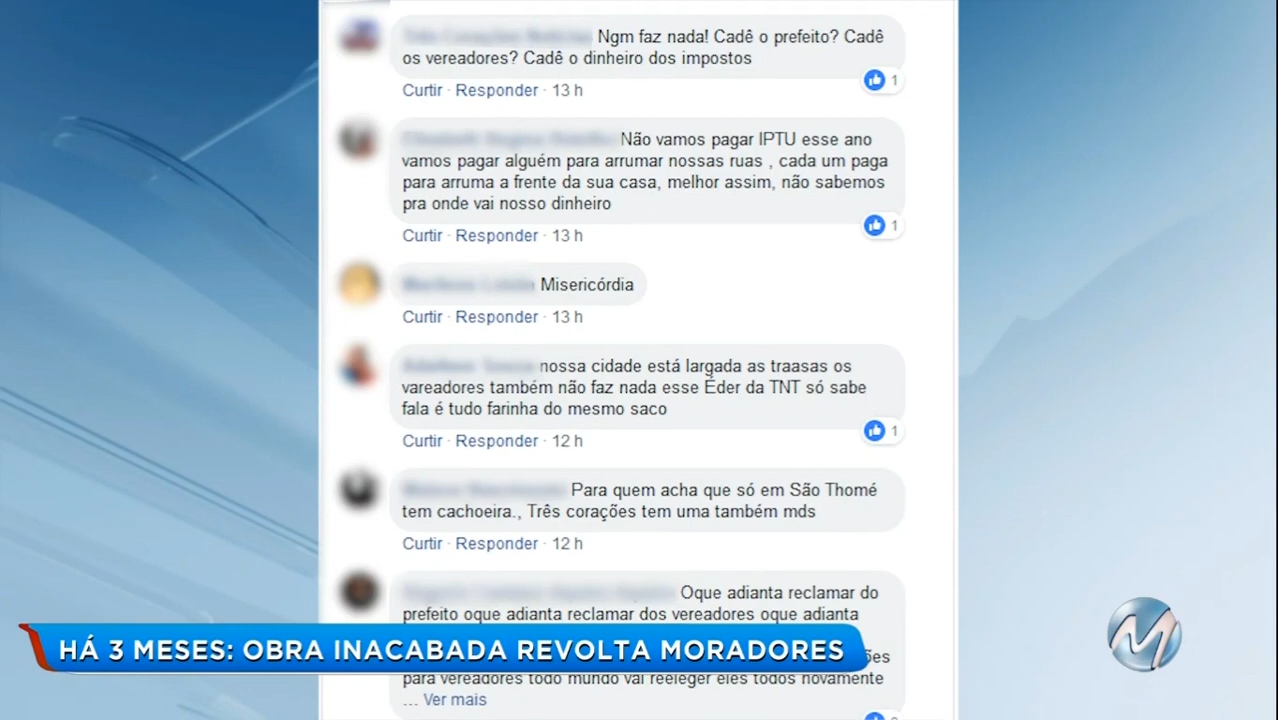 Ngm faz nada! Cadê o prefeito? Cadê
os vereadores? Cadê o dinheiro dos impostos
1
Curtir · Responder · 13 h
Não vamos pagar IPTU esse ano
vamos pagar alguém para arrumar nossas ruas , cada um paga
para arruma a frente da sua casa, melhor assim, não sabemos
pra onde vai nosso dinheiro
1
Curtir · Responder · 13 h
Misericórdia
Curtir · Responder · 13 h
nossa cidade está largada as traasas os
vareadores também não faz nada esse Éder da TNT só sabe
fala é tudo farinha do mesmo saco
1
Curtir · Responder · 12 h
Para quem acha que só em São Thomé
tem cachoeira., Três corações tem uma também mds
Curtir · Responder · 12 h
Oque adianta reclamar do
prefeito oque adianta reclamar dos vereadores oque adianta
HÁ 3 MESES: OBRA INACABADA REVOLTA MORADORES
para vereadores todo mundo vai reeleger eles todos novamente
... Ver mais
M